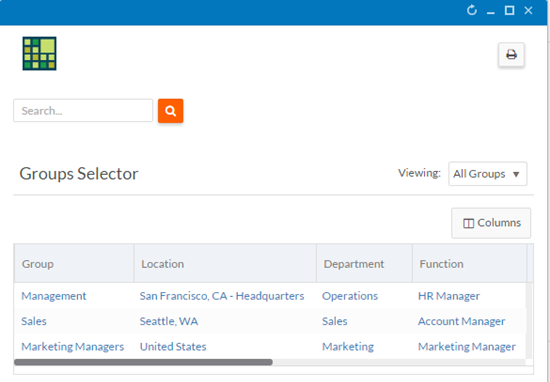 Search...
Groups Selector Viewing: All Groups
Columns
Group Location Department Function
Management San Francisco, CA - Headquarters Operations HR Manager
Sales Seattle, WA Sales Account Manager
Marketing Managers United States Marketing Marketing Manager